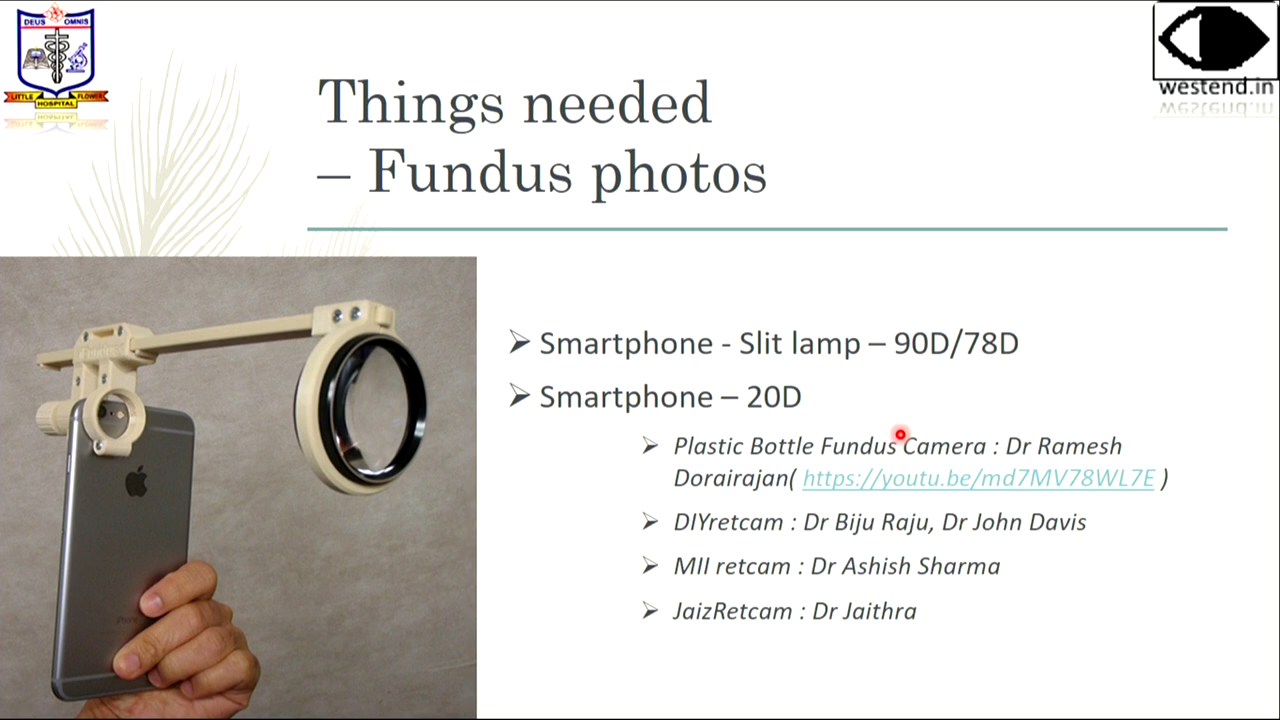 DEUS OMNIS
LITTLE FLOWER
HOSPITAL
westend.in
Things needed
– Fundus photos
Smartphone - Slit lamp – 90D/78D
Smartphone – 20D
Plastic Bottle Fundus Camera : Dr Ramesh
Dorairajan( https://youtu.be/md7MV78WL7E )
DIYretcam : Dr Biju Raju, Dr John Davis
MII retcam : Dr Ashish Sharma
JaizRetcam : Dr Jaithra
iPhone